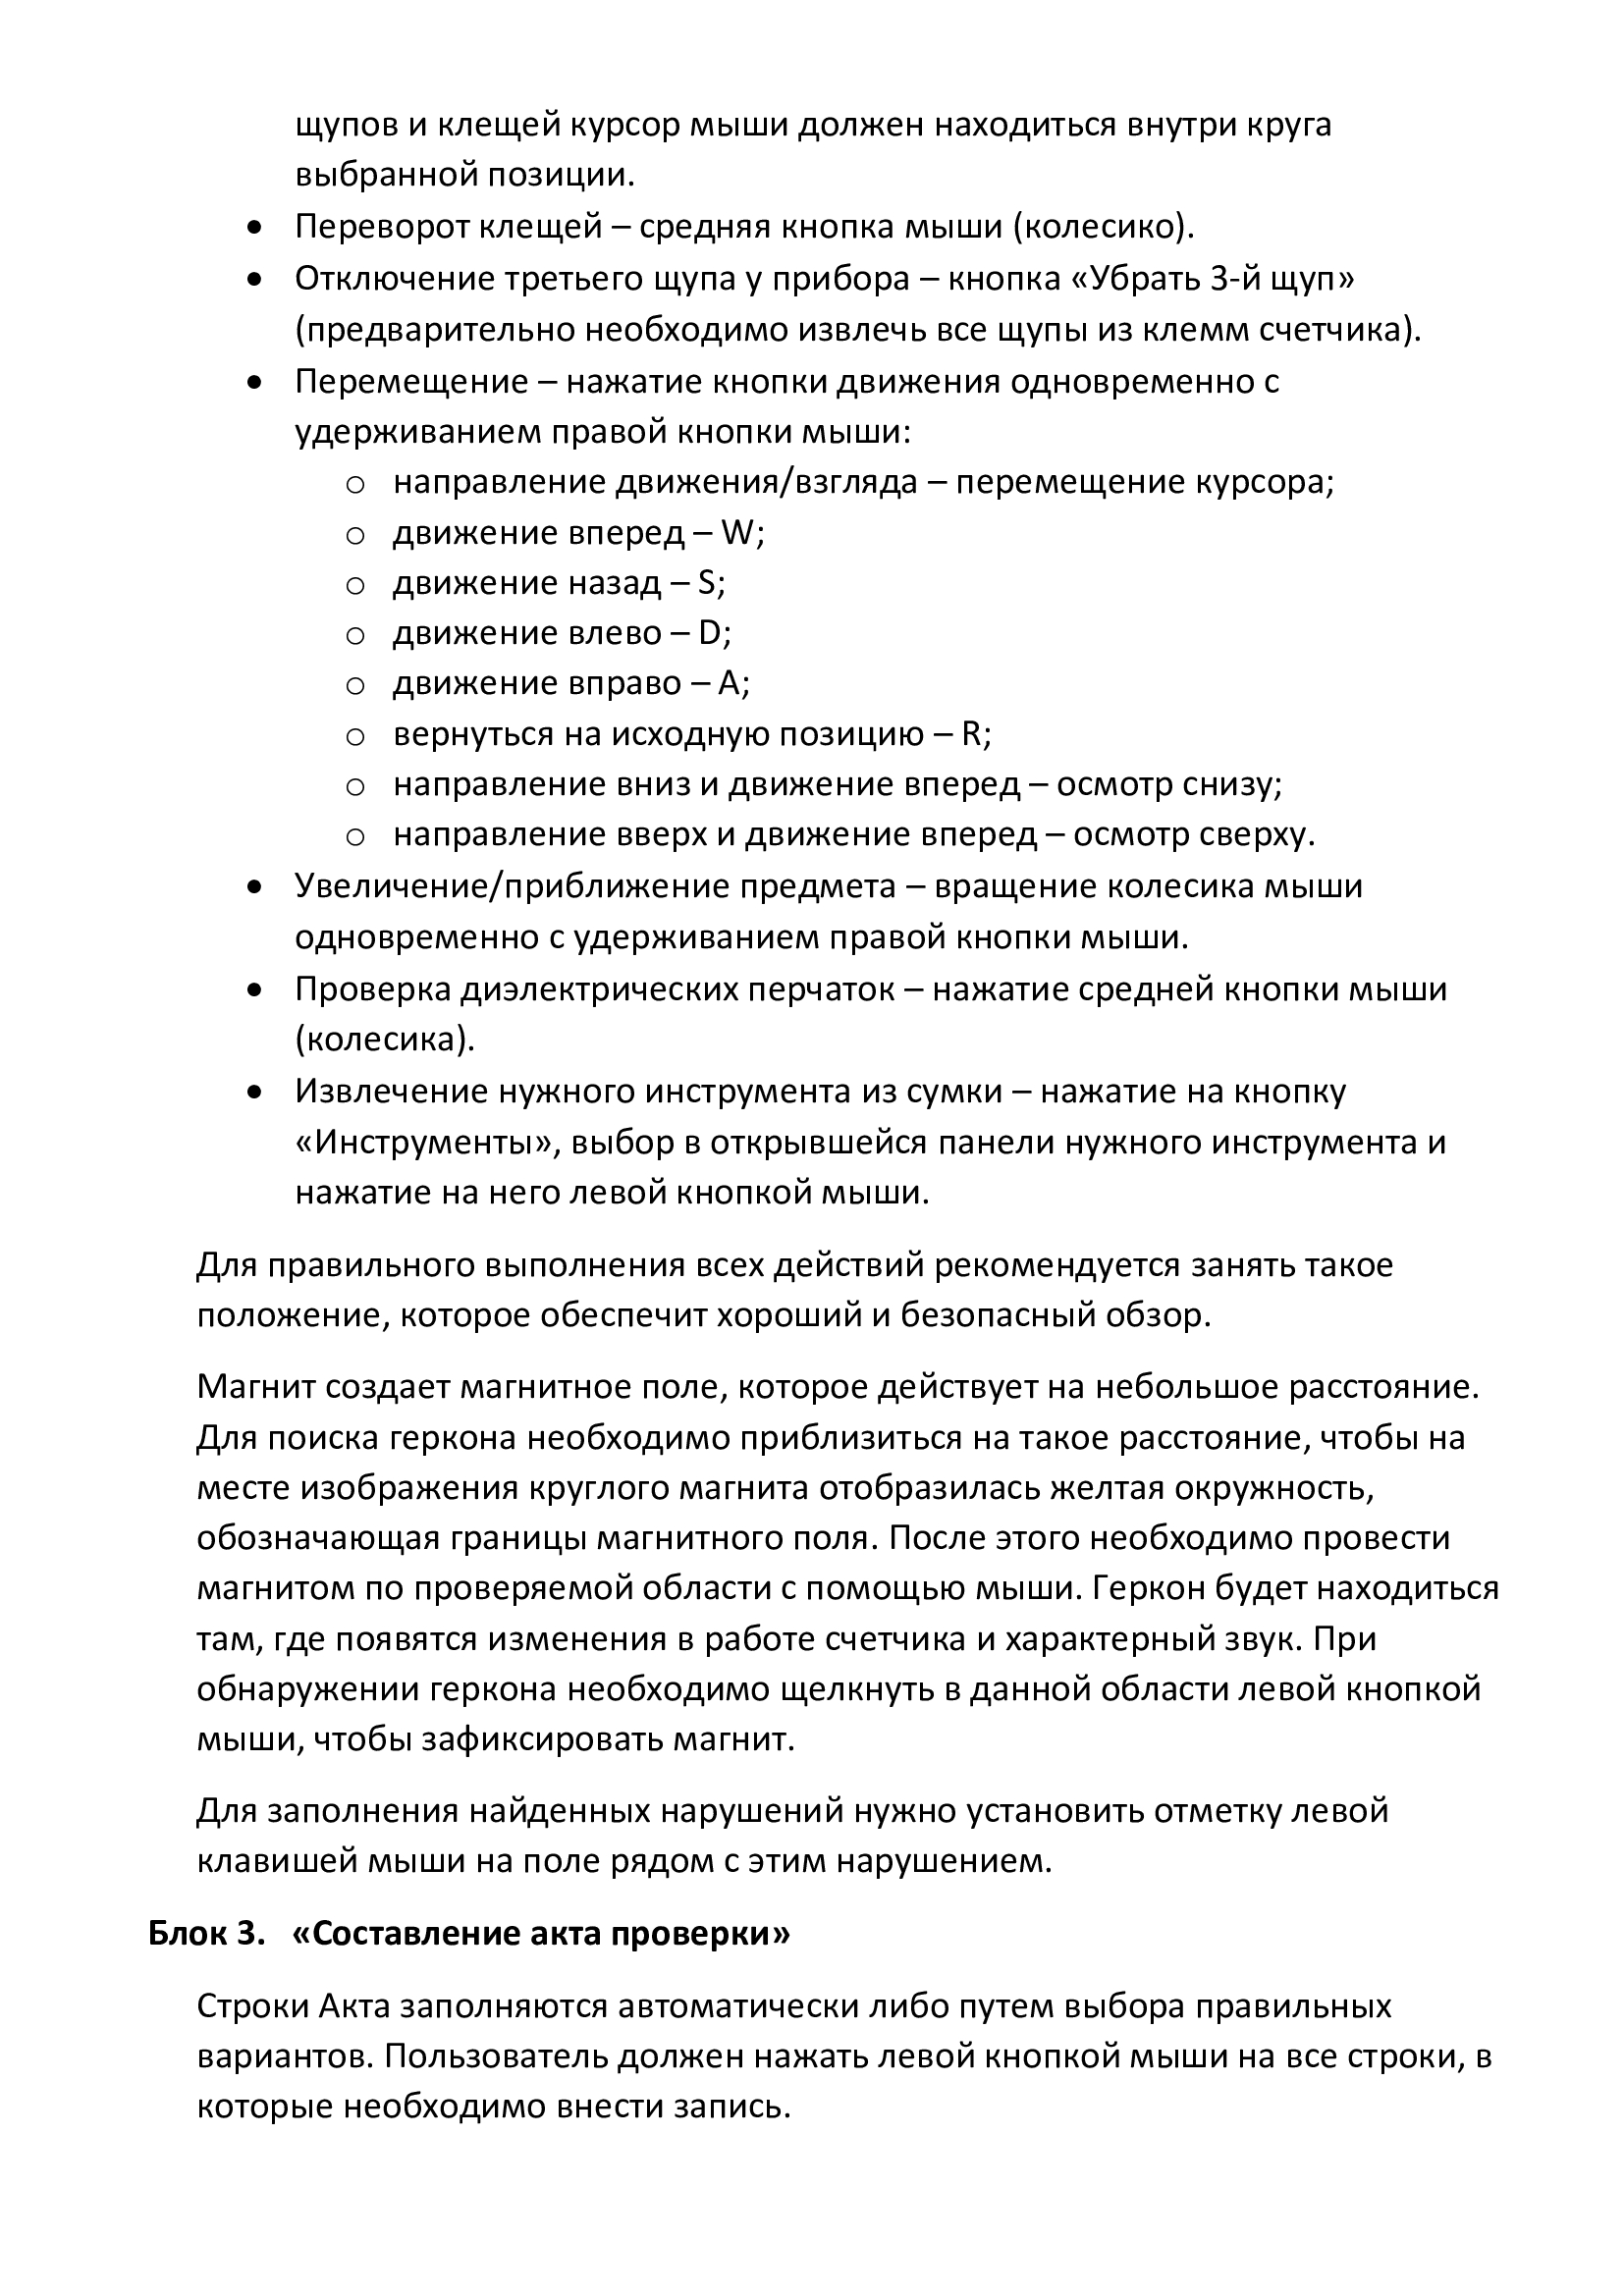 щупов и клещей курсор мыши должен находиться внутри круга
выбранной позиции.
• Переворот клещей – средняя кнопка мыши (колесико).
• Отключение третьего щупа у прибора – кнопка «Убрать 3-й щуп»
(предварительно необходимо извлечь все щупы из клемм счетчика).
• Перемещение – нажатие кнопки движения одновременно с
удерживанием правой кнопки мыши:
o направление движения/взгляда – перемещение курсора;
o движение вперед – W;
o движение назад – S;
o движение влево – D;
o движение вправо – A;
o вернуться на исходную позицию – R;
o направление вниз и движение вперед – осмотр снизу;
o направление вверх и движение вперед – осмотр сверху.
• Увеличение/приближение предмета – вращение колесика мыши
одновременно с удерживанием правой кнопки мыши.
• Проверка диэлектрических перчаток – нажатие средней кнопки мыши
(колесика).
• Извлечение нужного инструмента из сумки – нажатие на кнопку
«Инструменты», выбор в открывшейся панели нужного инструмента и
нажатие на него левой кнопкой мыши.
Для правильного выполнения всех действий рекомендуется занять такое
положение, которое обеспечит хороший и безопасный обзор.
Магнит создает магнитное поле, которое действует на небольшое расстояние.
Для поиска геркона необходимо приблизиться на такое расстояние, чтобы на
месте изображения круглого магнита отобразилась желтая окружность,
обозначающая границы магнитного поля. После этого необходимо провести
магнитом по проверяемой области с помощью мыши. Геркон будет находиться
там, где появятся изменения в работе счетчика и характерный звук. При
обнаружении геркона необходимо щелкнуть в данной области левой кнопкой
мыши, чтобы зафиксировать магнит.
Для заполнения найденных нарушений нужно установить отметку левой
клавишей мыши на поле рядом с этим нарушением.
Блок 3. «Составление акта проверки»
Строки Акта заполняются автоматически либо путем выбора правильных
вариантов. Пользователь должен нажать левой кнопкой мыши на все строки, в
которые необходимо внести запись.